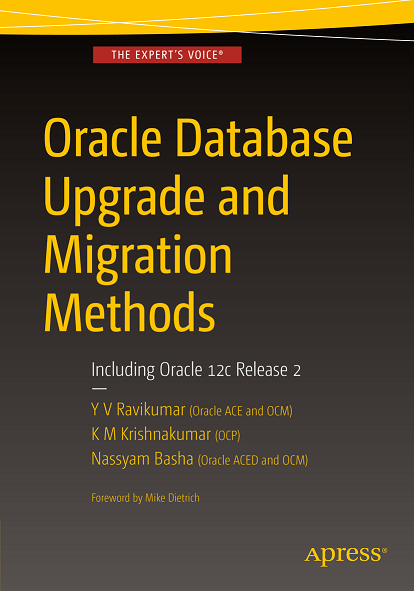 THE EXPERT'S VOICE®
Oracle Database
Upgrade and
Migration
Methods
Including Oracle 12c Release 2
—
Y V Ravikumar (Oracle ACE and OCM)
K M Krishnakumar (OCP)
Nassyam Basha (Oracle ACED and OCM)
Foreword by Mike Dietrich
Apress®